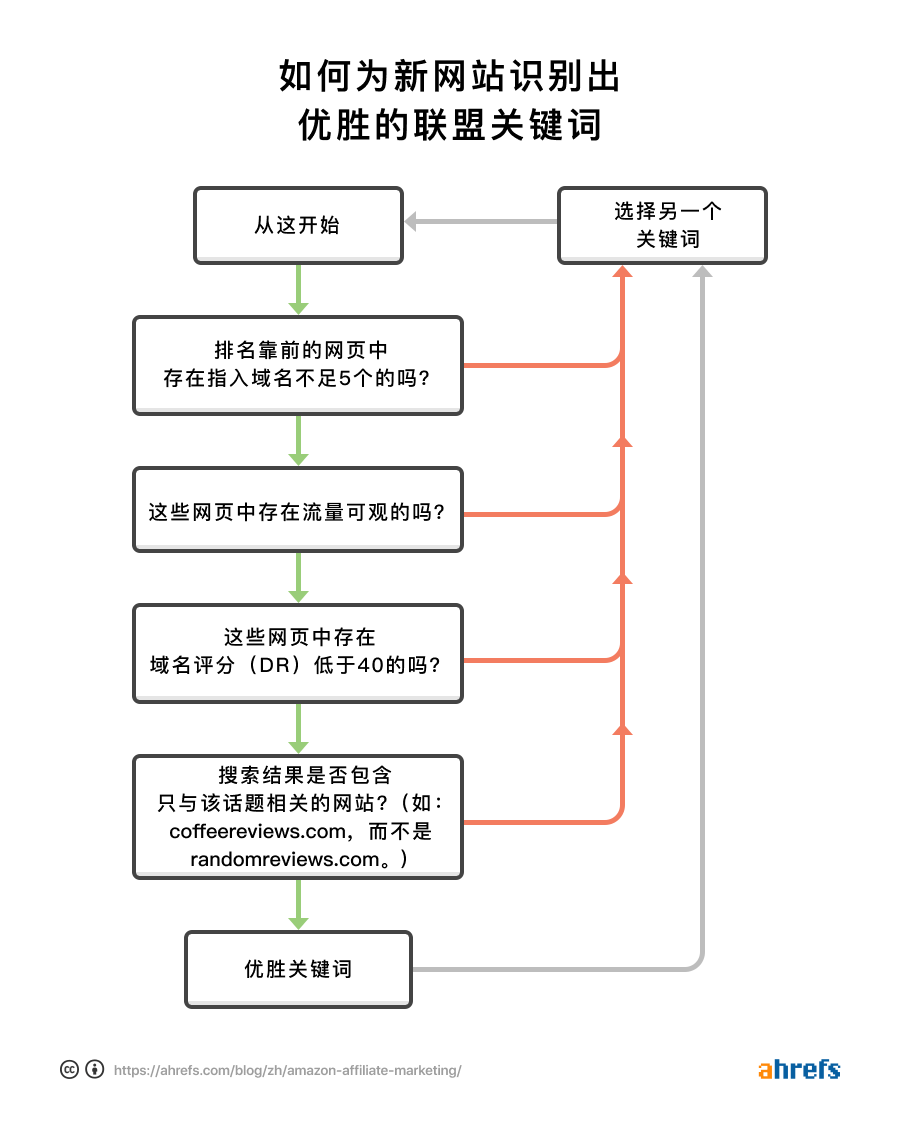 如何为新网站识别出
优胜的联盟关键词
从这开始
选择另一个
关键词
排名靠前的网页中
存在指入域名不足5个的吗?
这些网页中存在流量可观的吗?
这些网页中存在
域名评分（DR）低于40的吗?
搜索结果是否包含
只与该话题相关的网站?（如：
coffeereviews.com，而不是
randomreviews.com。)
优胜关键词
cc
https://ahrefs.com/blog/zh/amazon-affiliate-marketing/
ahrefs